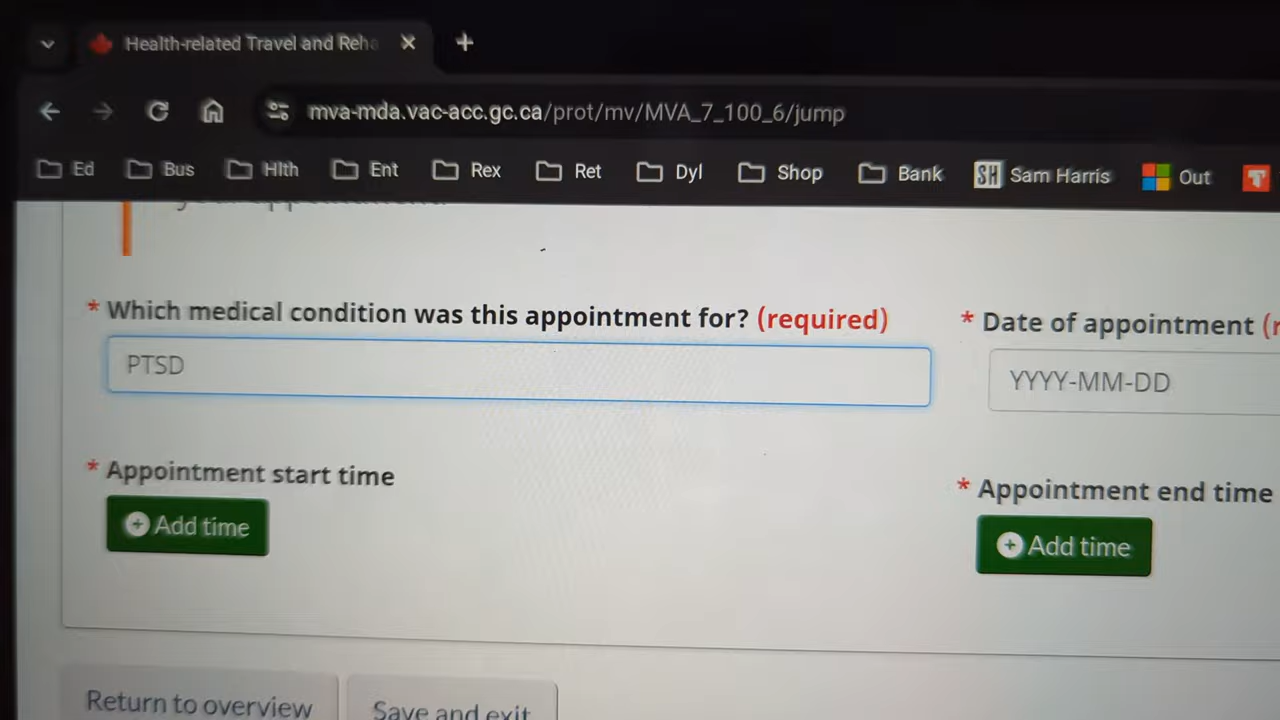 Health-related Travel and Reha
mva-mda.vac-acc.gc.ca/prot/mv/MVA_7_100_6/jump
Ed Bus Hlth Ent Rex Ret Dyl Shop Bank SH Sam Harris Out T
* Which medical condition was this appointment for? (required) * Date of appointment (r
PTSD YYYY-MM-DD
* Appointment start time * Appointment end time
Add time Add time
Return to overview Save and exit